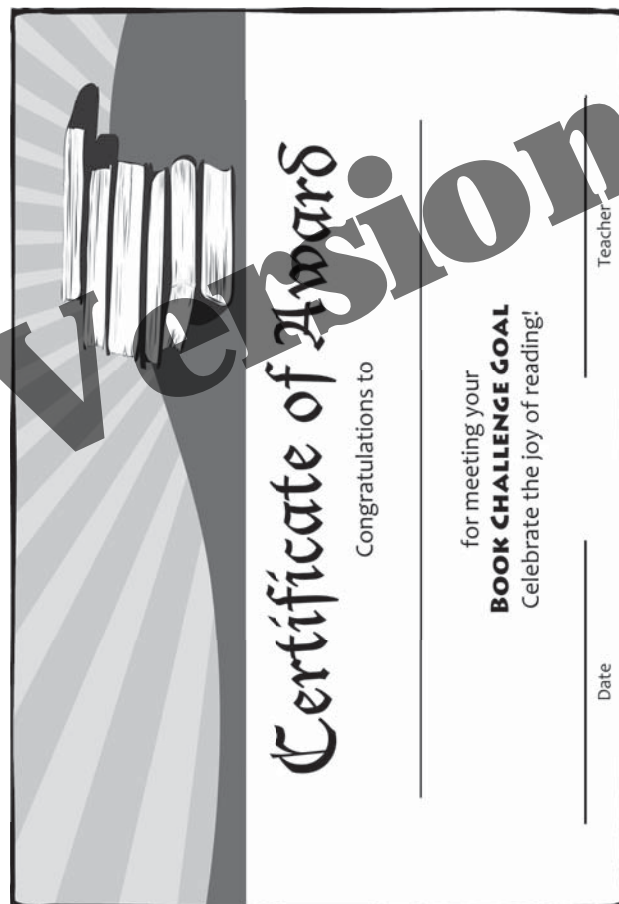 Certificate of Award
Congratulations to
for meeting your
BOOK CHALLENGE GOAL
Celebrate the joy of reading!
Date
Teacher
Version